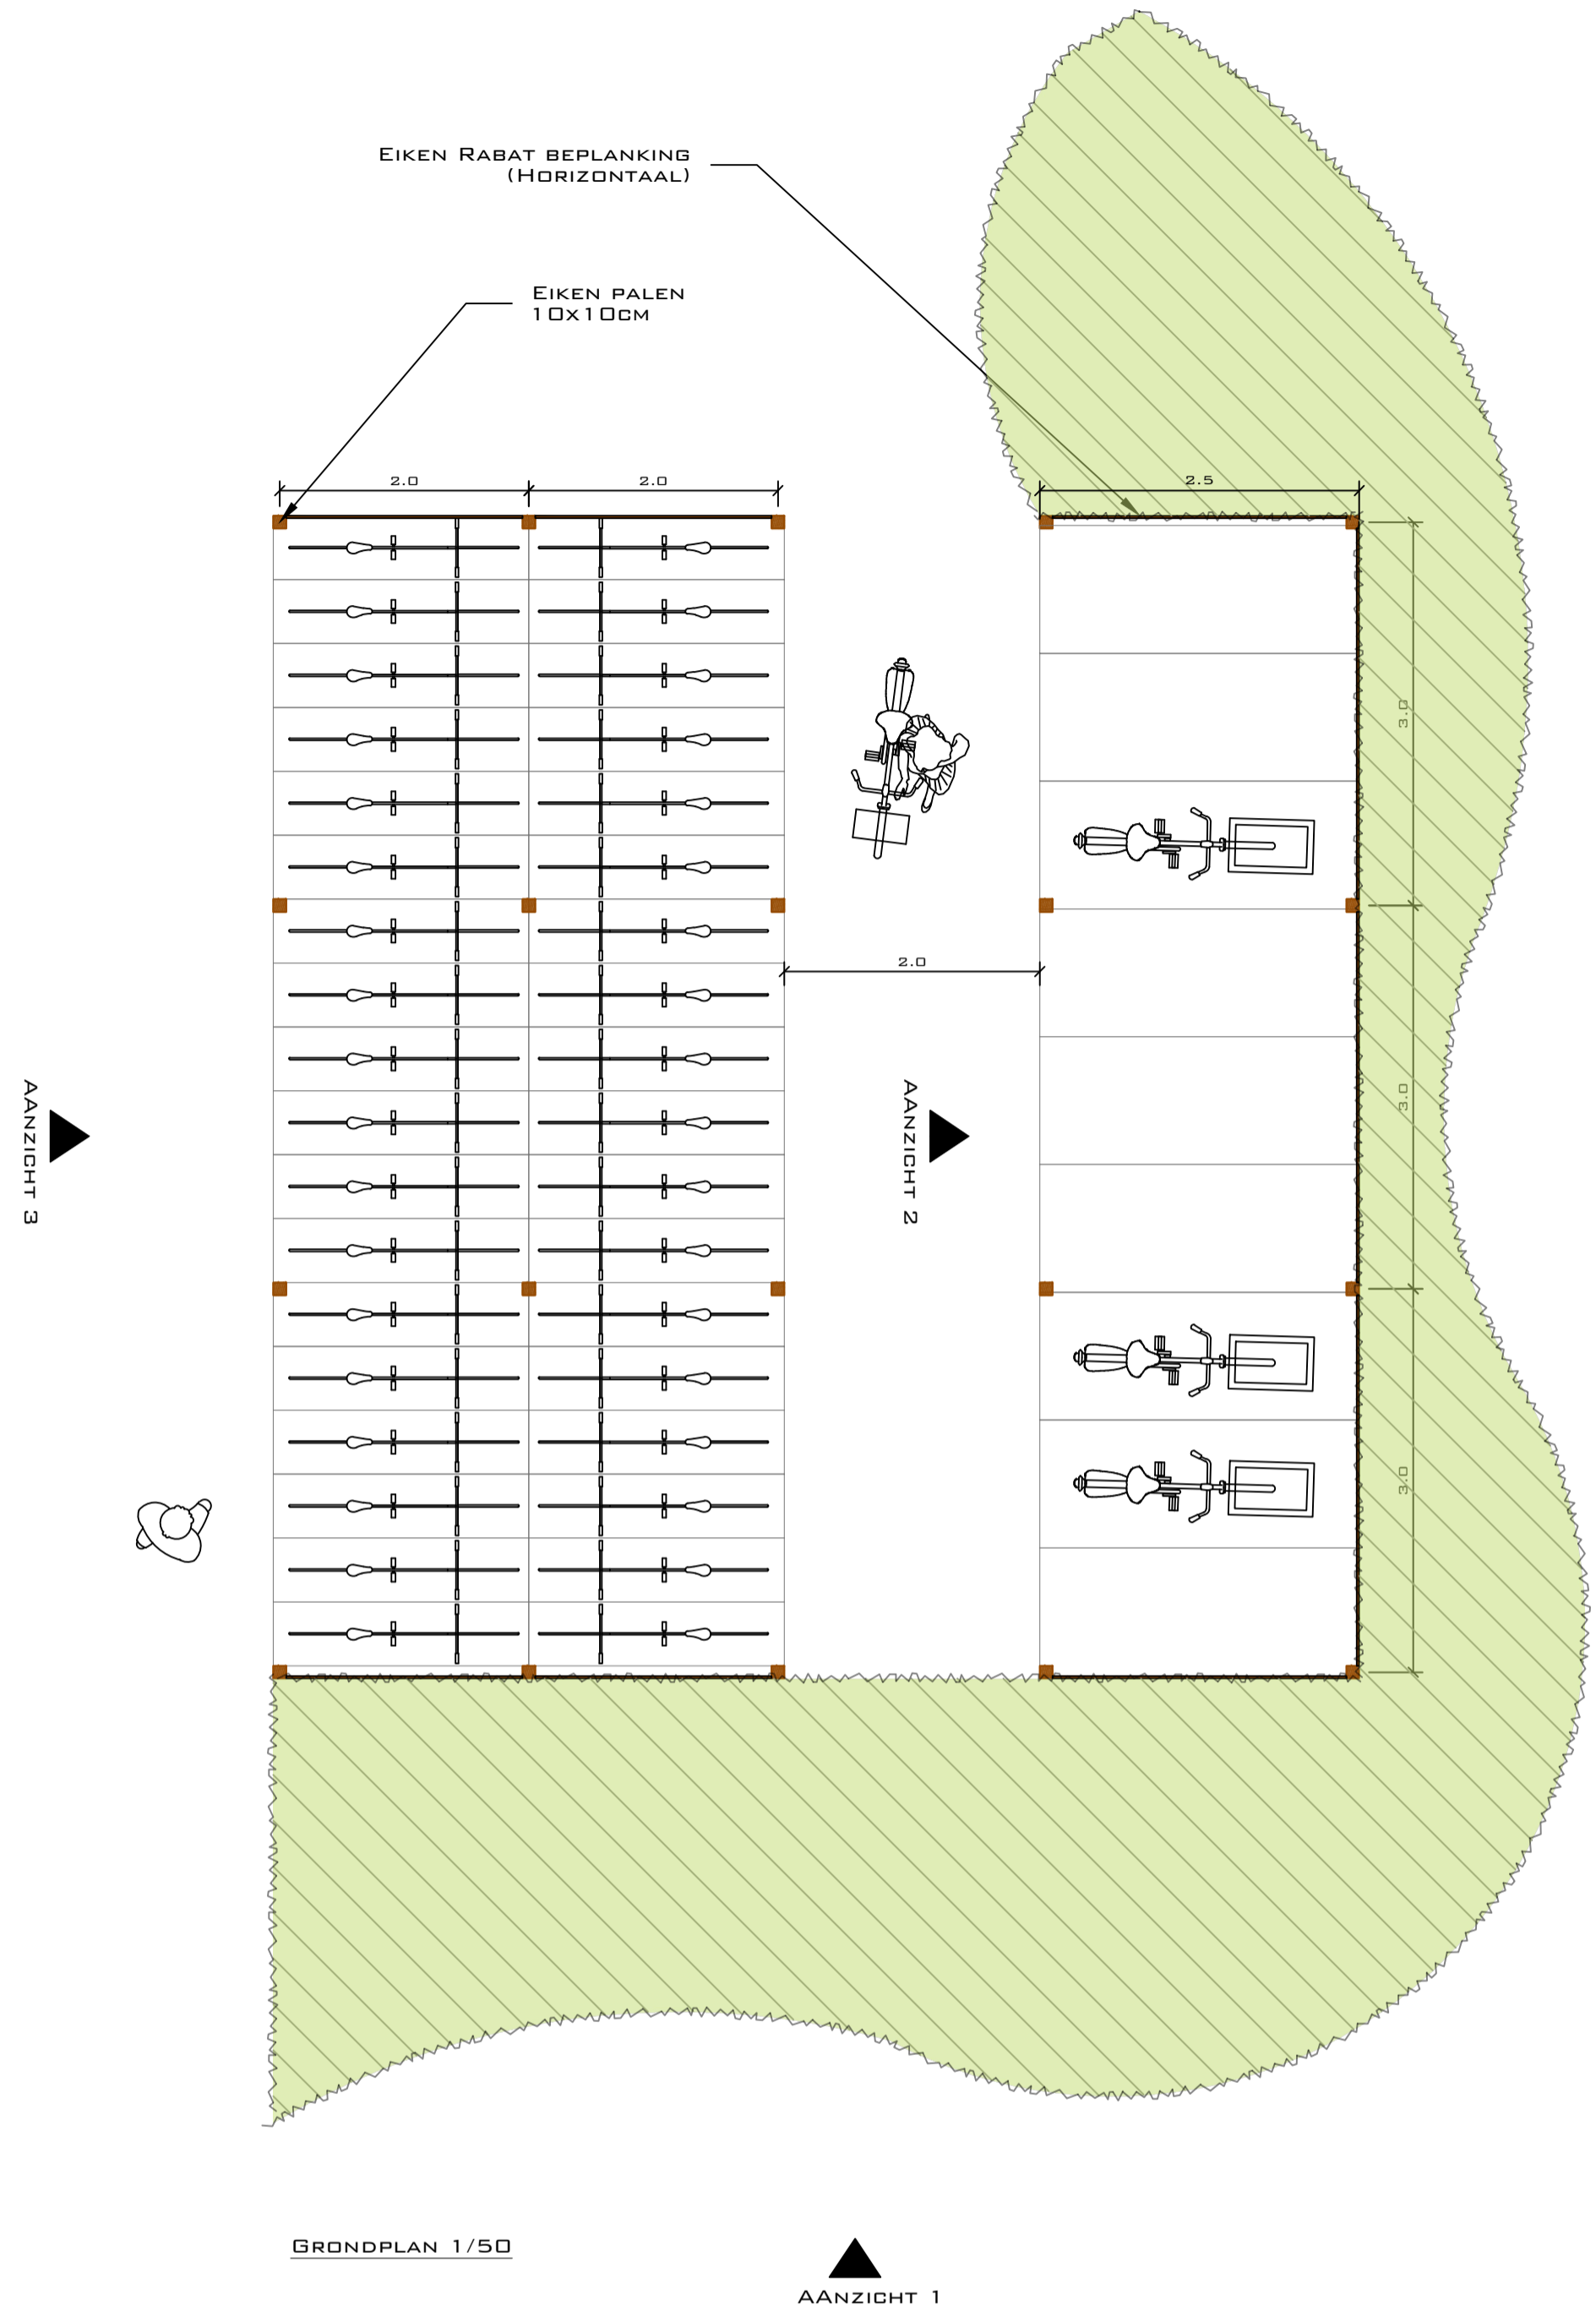 Eiken Rabat beplanking
(Horizontaal)
Eiken palen
10x10cm
2.0
2.0
2.5
3.0
2.0
3.0
AAnzicht 3
AAnzicht 2
3.0
Grondplan 1/50
AAnzicht 1